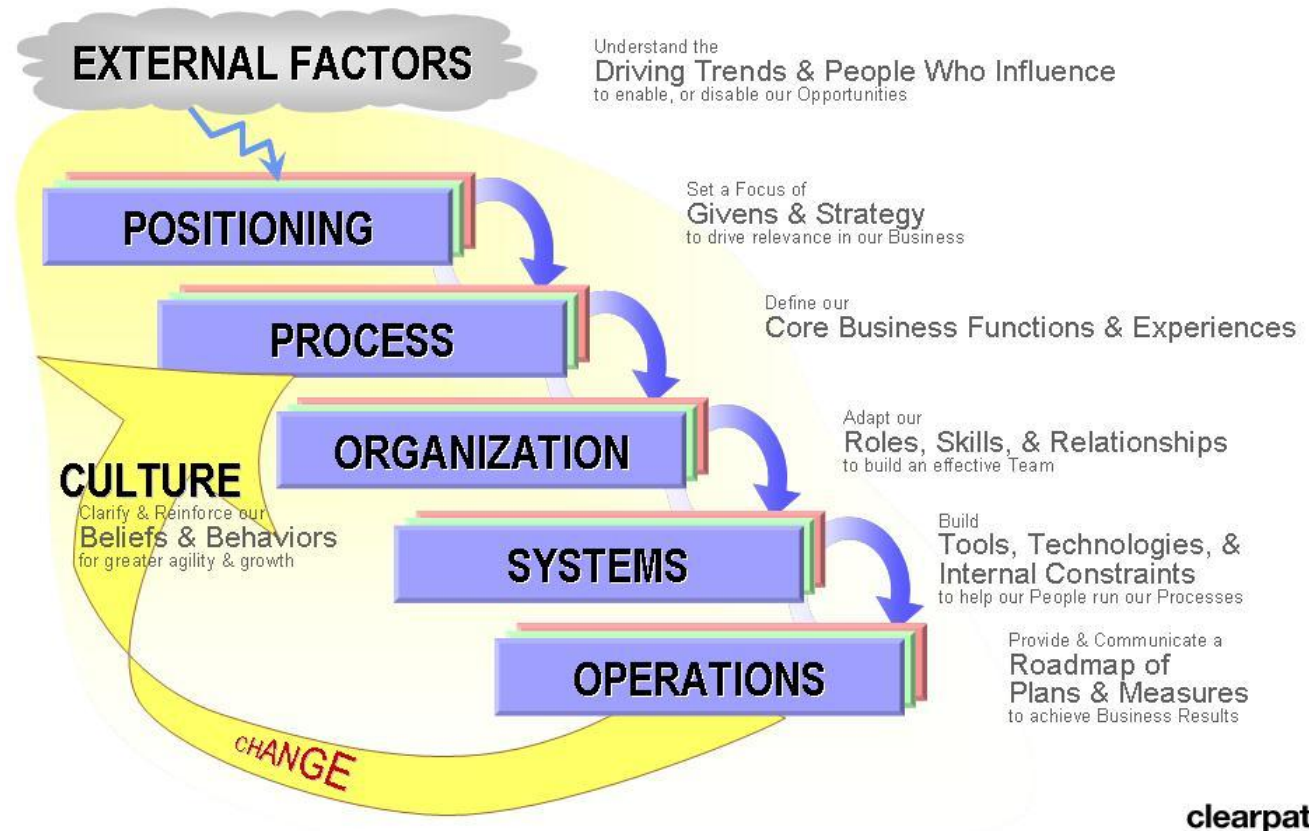 EXTERNAL FACTORS
Understand the
Driving Trends & People Who Influence
to enable, or disable our Opportunities
POSITIONING
Set a Focus of
Givens & Strategy
to drive relevance in our Business
PROCESS
Define our
Core Business Functions & Experiences
ORGANIZATION
Adapt our
Roles, Skills, & Relationships
to build an effective Team
CULTURE
Clarify & Reinforce our
Beliefs & Behaviors
for greater agility & growth
SYSTEMS
Build
Tools, Technologies, &
Internal Constraints
to help our People run our Processes
OPERATIONS
Provide & Communicate a
Roadmap of
Plans & Measures
to achieve Business Results
CHANGE
clearpat